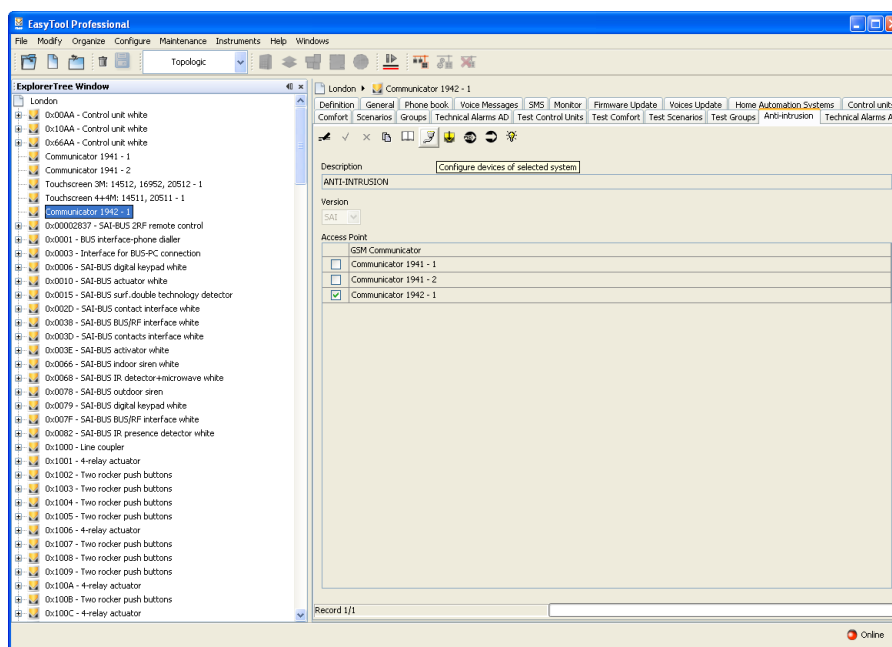 EasyTool Professional
File Modify Organize Configure Maintenance Instruments Help Windows
Topologic
ExplorerTree Window
London
0x00AA - Control unit white
0x10AA - Control unit white
0x66AA - Control unit white
Communicator 1941 - 1
Communicator 1941 - 2
Touchscreen 3M: 14512, 16952, 20512 - 1
Touchscreen 4+4M: 14511, 20511 - 1
Communicator 1942 - 1
0x00002837 - SAI-BUS 2RF remote control
0x0001 - BUS interface-phone dialler
0x0003 - Interface for BUS-PC connection
0x0006 - SAI-BUS digital keypad white
0x0010 - SAI-BUS actuator white
0x0015 - SAI-BUS surf.double technology detector
0x002D - SAI-BUS contact interface white
0x0038 - SAI-BUS BUS/RF interface white
0x003D - SAI-BUS contacts interface white
0x003E - SAI-BUS activator white
0x0066 - SAI-BUS indoor siren white
0x0068 - SAI-BUS IR detector+microwave white
0x0078 - SAI-BUS outdoor siren
0x0079 - SAI-BUS digital keypad white
0x007F - SAI-BUS BUS/RF interface white
0x0082 - SAI-BUS IR presence detector white
0x1000 - Line coupler
0x1001 - 4-relay actuator
0x1002 - Two rocker push buttons
0x1003 - Two rocker push buttons
0x1004 - Two rocker push buttons
0x1005 - Two rocker push buttons
0x1006 - 4-relay actuator
0x1007 - Two rocker push buttons
0x1008 - Two rocker push buttons
0x1009 - Two rocker push buttons
0x100A - 4-relay actuator
0x100B - Two rocker push buttons
0x100C - 4-relay actuator
London Communicator 1942 - 1
Definition General Phone book Voice Messages SMS Monitor Firmware Update Voices Update Home Automation Systems Control units
Comfort Scenarios Groups Technical Alarms AD Test Control Units Test Comfort Test Scenarios Test Groups Anti-intrusion Technical Alarms A
Configure devices of selected system
Description
ANTI-INTRUSION
Version
SAI
Access Point
GSM Communicator
Communicator 1941 - 1
Communicator 1941 - 2
Communicator 1942 - 1
Record 1/1
Online